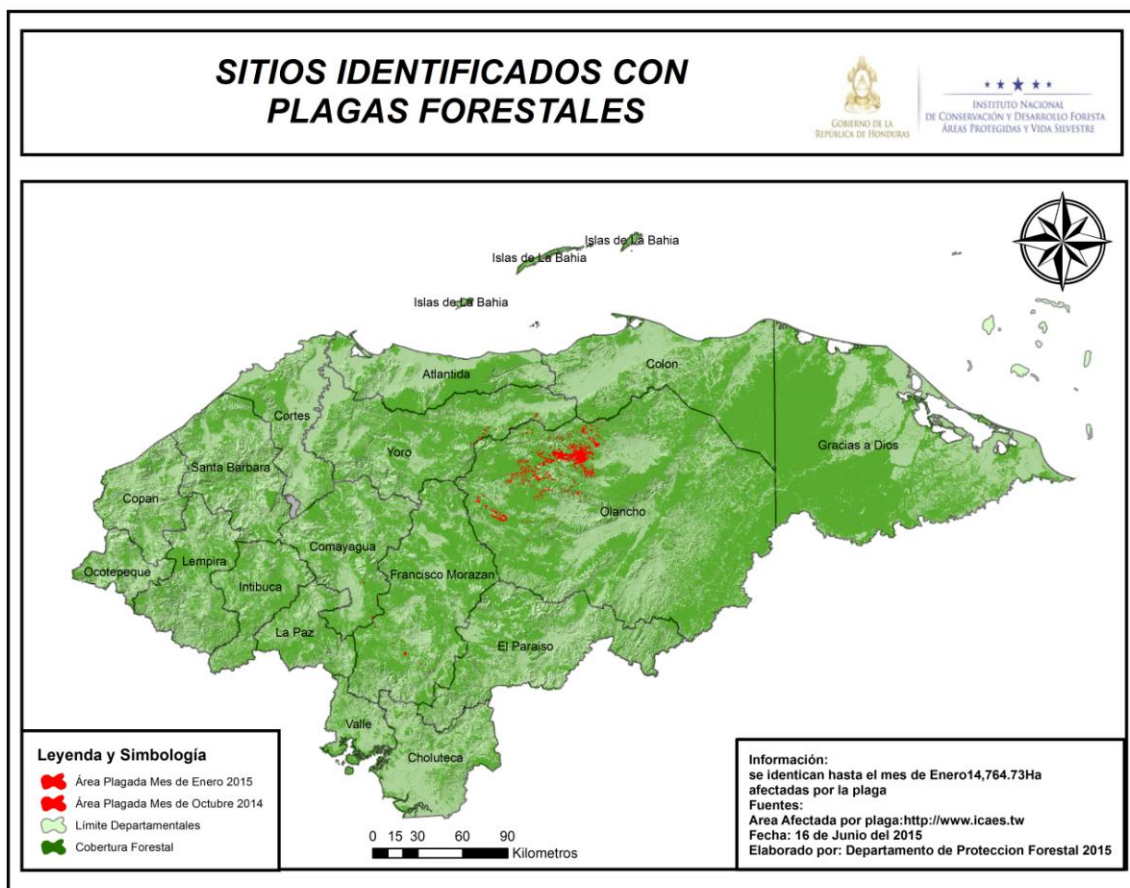 SITIOS IDENTIFICADOS CON
PLAGAS FORESTALES
GOBIERNO DE LA
REPÚBLICA DE HONDURAS
INSTITUTO NACIONAL
DE CONSERVACIÓN Y DESARROLLO FORESTA
ÁREAS PROTEGIDAS Y VIDA SILVESTRE
Islas de La Bahia
Islas de La Bahia
Islas de La Bahia
Colon
Atlantida
Cortes
Gracias a Dios
Yoro
Santa Barbara
Copan
Olancho
Comayagua
Lempira
Francisco Morazan
Ocotepeque
Intibuca
La Paz
El Paraiso
Valle
Choluteca
Leyenda y Simbología
Área Plagada Mes de Enero 2015
Área Plagada Mes de Octubre 2014
Límite Departamentales
Cobertura Forestal
0 15 30 60 90
Kilometros
Información:
se identican hasta el mes de Enero14,764.73Ha
afectadas por la plaga
Fuentes:
Area Afectada por plaga:http://www.icaes.tw
Fecha: 16 de Junio del 2015
Elaborado por: Departamento de Proteccion Forestal 2015